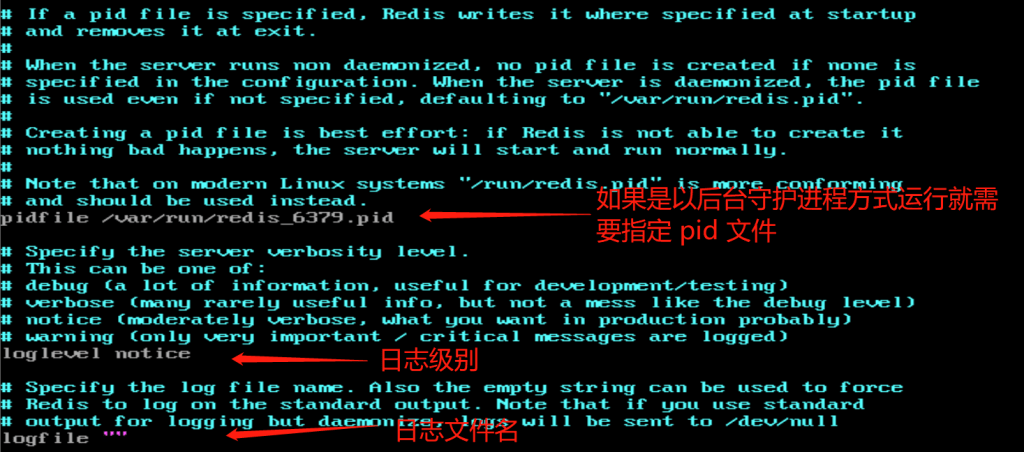 # If a pid file is specified, Redis writes it where specified at startup
# and removes it at exit.
#
# When the server runs non daemonized, no pid file is created if none is
# specified in the configuration. When the server is daemonized, the pid file
# is used even if not specified, defaulting to "/var/run/redis.pid".
#
# Creating a pid file is best effort: if Redis is not able to create it
# nothing bad happens, the server will start and run normally.
#
# Note that on modern Linux systems "/run/redis.pid" is more conforming
# and should be used instead.
pidfile /var/run/redis_6379.pid
如果是以后台守护进程方式运行就需
要指定 pid 文件
# Specify the server verbosity level.
# This can be one of:
# debug (a lot of information, useful for development/testing)
# verbose (many rarely useful info, but not a mess like the debug level)
# notice (moderately verbose, what you want in production probably)
# warning (only very important / critical messages are logged)
loglevel notice
日志级别
# Specify the log file name. Also the empty string can be used to force
# Redis to log on the standard output. Note that if you use standard
# output for logging but daemonize, logs will be sent to /dev/null
logfile ""
日志文件名